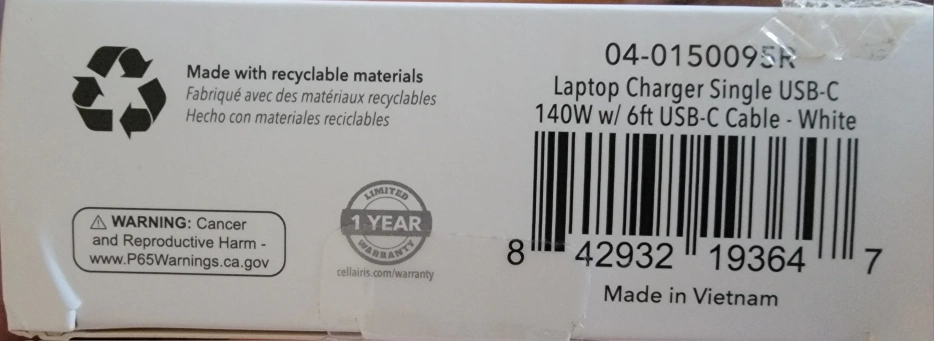 Made with recyclable materials
Fabriqué avec des matériaux recyclables
Hecho con materiales reciclables
⚠ WARNING: Cancer
and Reproductive Harm -
www.P65Warnings.ca.gov
LIMITED
1 YEAR
WARRANTY
cellairis.com/warranty
04-0150095R
Laptop Charger Single USB-C
140W w/ 6ft USB-C Cable - White
8 42932 19364 7
Made in Vietnam